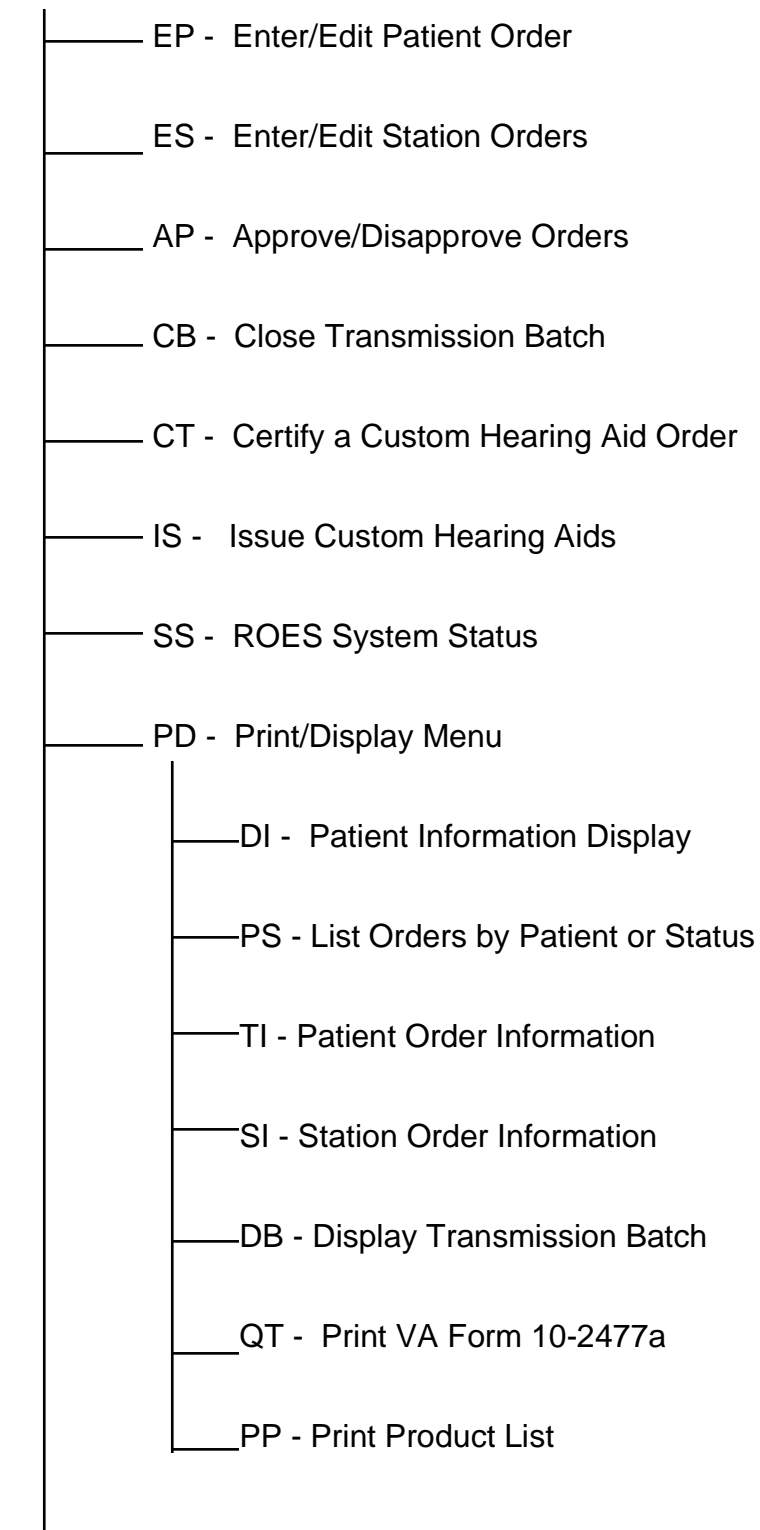 EP - Enter/Edit Patient Order
ES - Enter/Edit Station Orders
AP - Approve/Disapprove Orders
CB - Close Transmission Batch
CT - Certify a Custom Hearing Aid Order
IS - Issue Custom Hearing Aids
SS - ROES System Status
PD - Print/Display Menu
DI - Patient Information Display
PS - List Orders by Patient or Status
TI - Patient Order Information
SI - Station Order Information
DB - Display Transmission Batch
QT - Print VA Form 10-2477a
PP - Print Product List